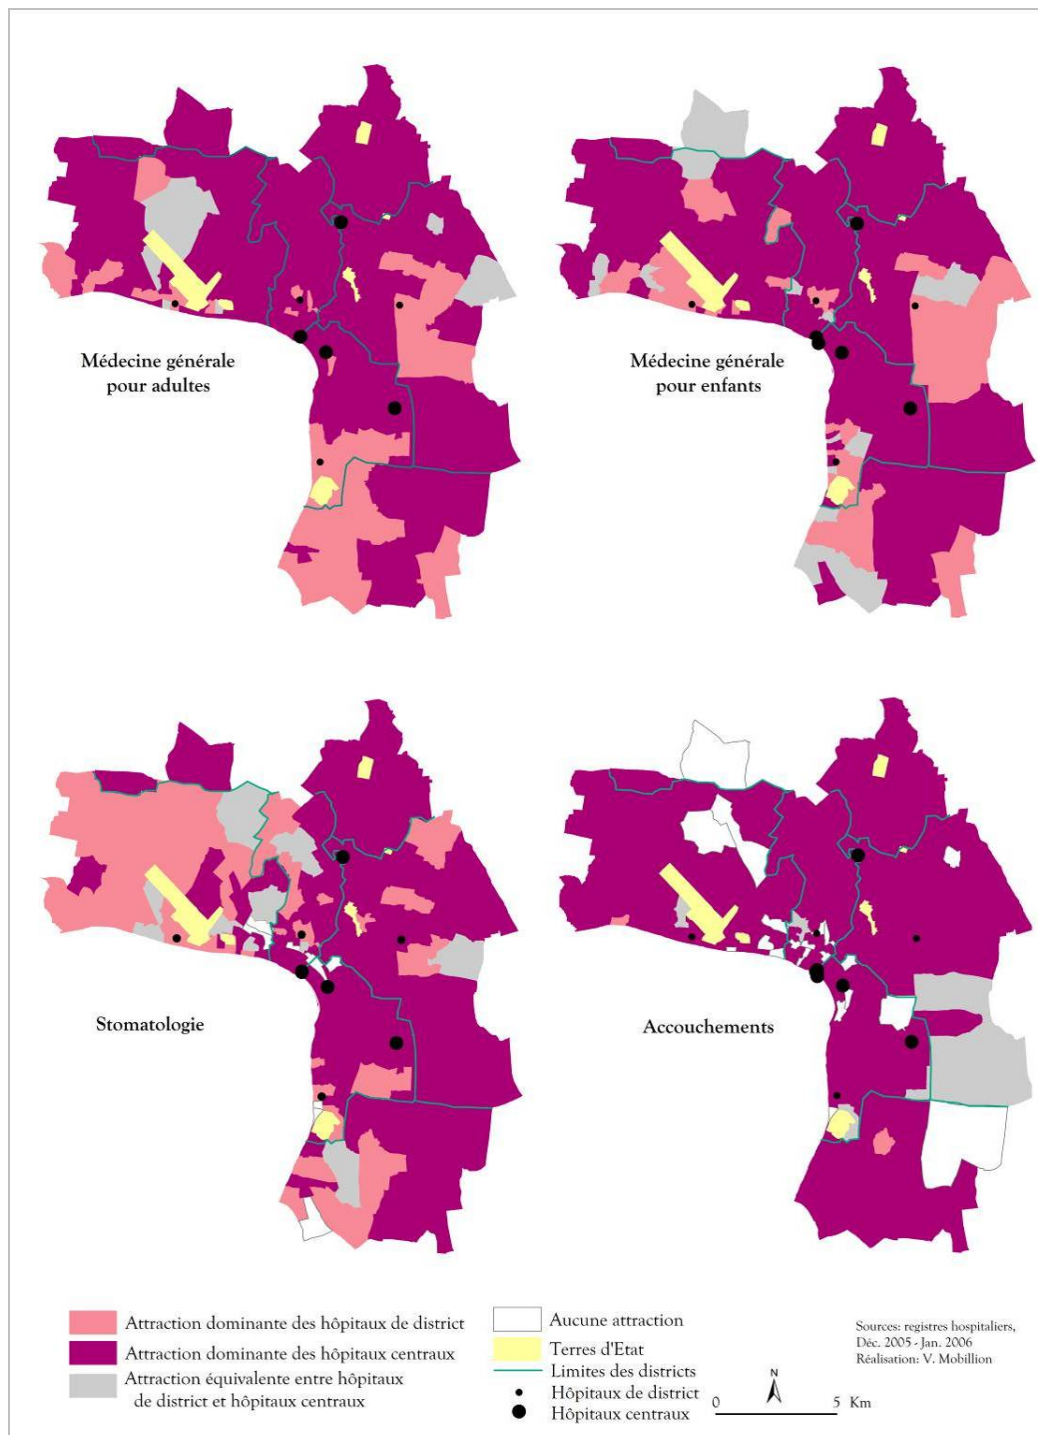 Médecine générale
pour adultes
Médecine générale
pour enfants
Stomatologie
Accouchements
Attraction dominante des hôpitaux de district
Attraction dominante des hôpitaux centraux
Attraction équivalente entre hôpitaux
de district et hôpitaux centraux
Aucune attraction
Terres d'Etat
Limites des districts
Hôpitaux de district
Hôpitaux centraux
Sources: registres hospitaliers,
Déc. 2005 - Jan. 2006
Réalisation: V. Mobillion
N
0 5 Km